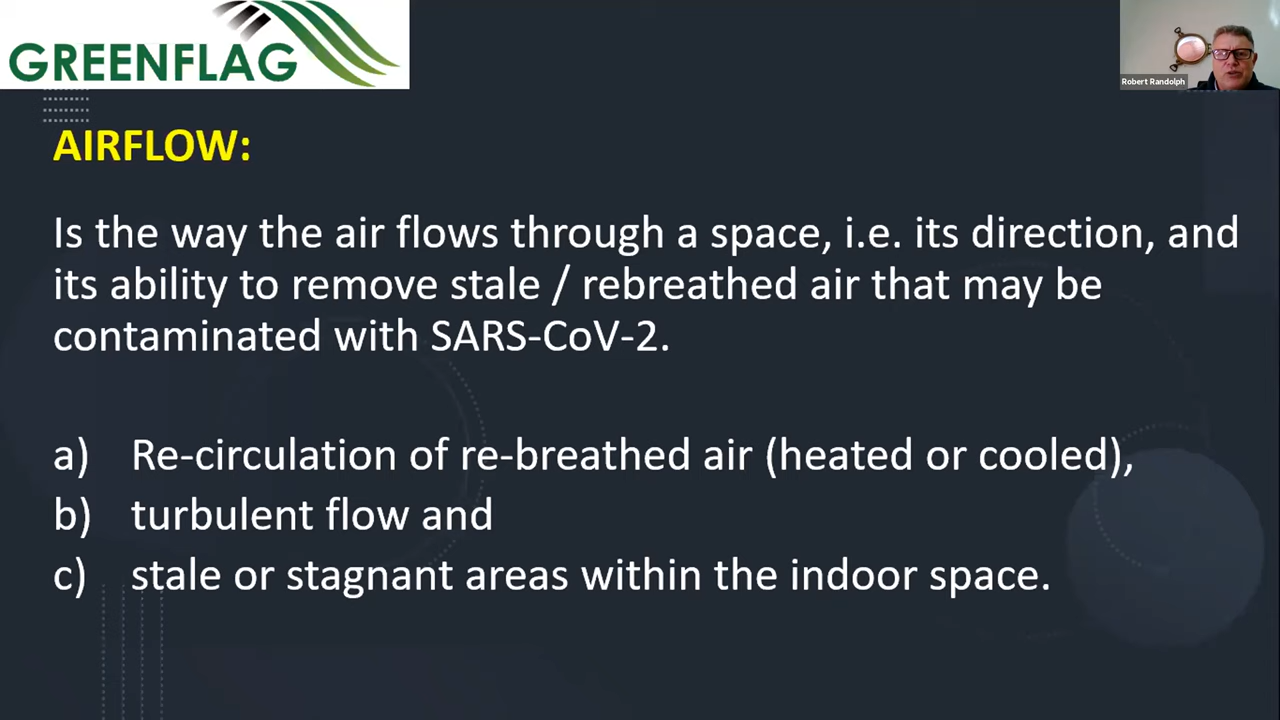 GREENFLAG
Robert Randolph
AIRFLOW:
Is the way the air flows through a space, i.e. its direction, and
its ability to remove stale / rebreathed air that may be
contaminated with SARS-CoV-2.
a) Re-circulation of re-breathed air (heated or cooled),
b) turbulent flow and
c) stale or stagnant areas within the indoor space.